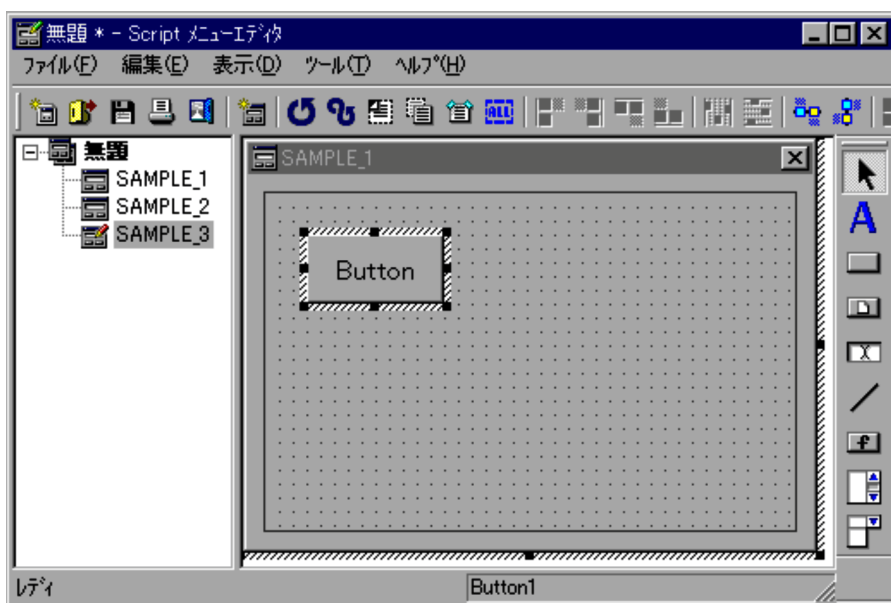 無題 * - Script ﾒﾆｭｰｴﾃﾞｨﾀ
ﾌｧｲﾙ(F) 編集(E) 表示(D) ﾂｰﾙ(T) ﾍﾙﾌﾟ(H)
ALL
無題
SAMPLE_1
SAMPLE_2
SAMPLE_3
SAMPLE_1
Button
A
f
ﾚﾃﾞｨ
Button1